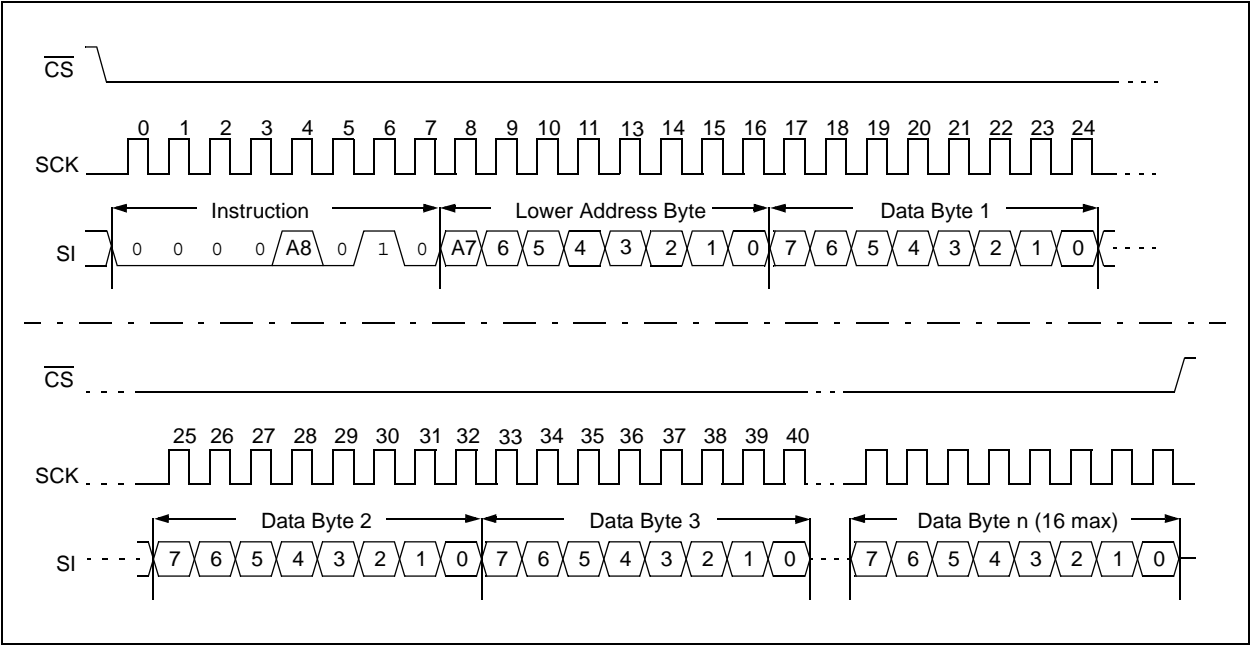 CS
0 1 2 3 4 5 6 7 8 9 10 11 13 14 15 16 17 18 19 20 21 22 23 24
SCK
Instruction Lower Address Byte Data Byte 1
SI 0 0 0 0 A8 0 1 0 A7 6 5 4 3 2 1 0 7 6 5 4 3 2 1 0
CS
25 26 27 28 29 30 31 32 33 34 35 36 37 38 39 40
SCK
Data Byte 2 Data Byte 3 Data Byte n (16 max)
SI 7 6 5 4 3 2 1 0 7 6 5 4 3 2 1 0 7 6 5 4 3 2 1 0